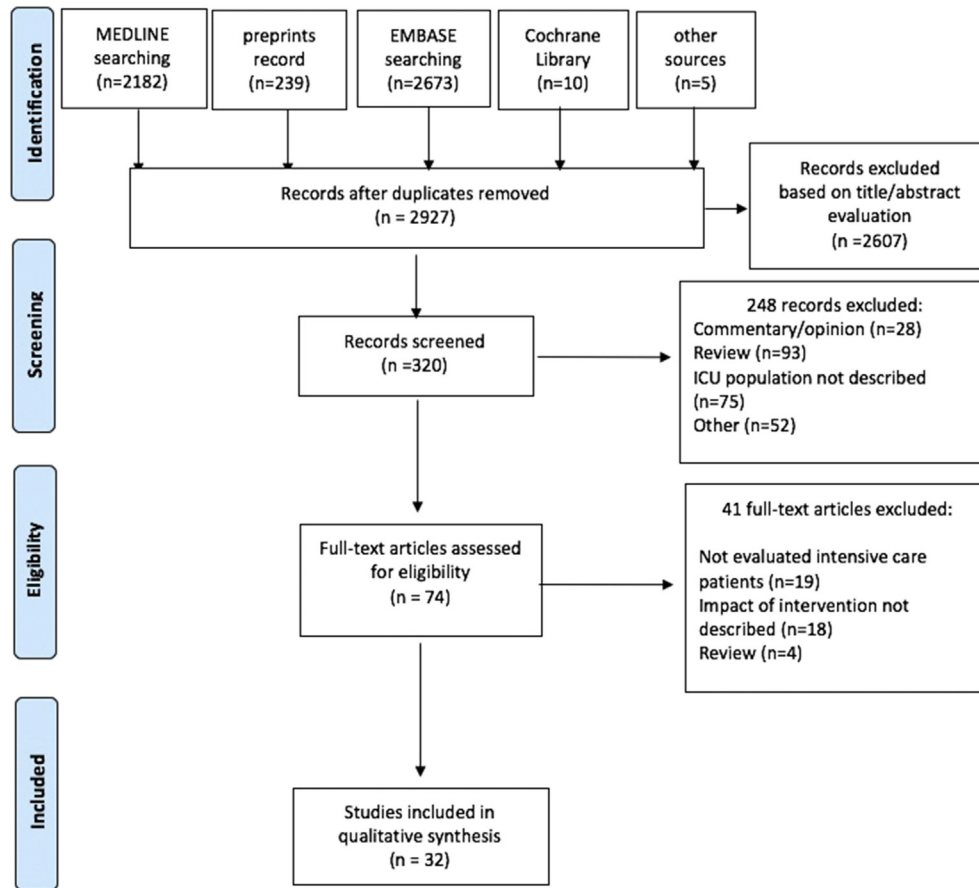 Identification
MEDLINE
searching
(n=2182)
preprints
record
(n=239)
EMBASE
searching
(n=2673)
Cochrane
Library
(n=10)
other
sources
(n=5)
Records after duplicates removed
(n = 2927)
Records excluded
based on title/abstract
evaluation
(n =2607)
Screening
Records screened
(n =320)
248 records excluded:
Commentary/opinion (n=28)
Review (n=93)
ICU population not described
(n=75)
Other (n=52)
Eligibility
Full-text articles assessed
for eligibility
(n = 74)
41 full-text articles excluded:
Not evaluated intensive care
patients (n=19)
Impact of intervention not
described (n=18)
Review (n=4)
Included
Studies included in
qualitative synthesis
(n = 32)